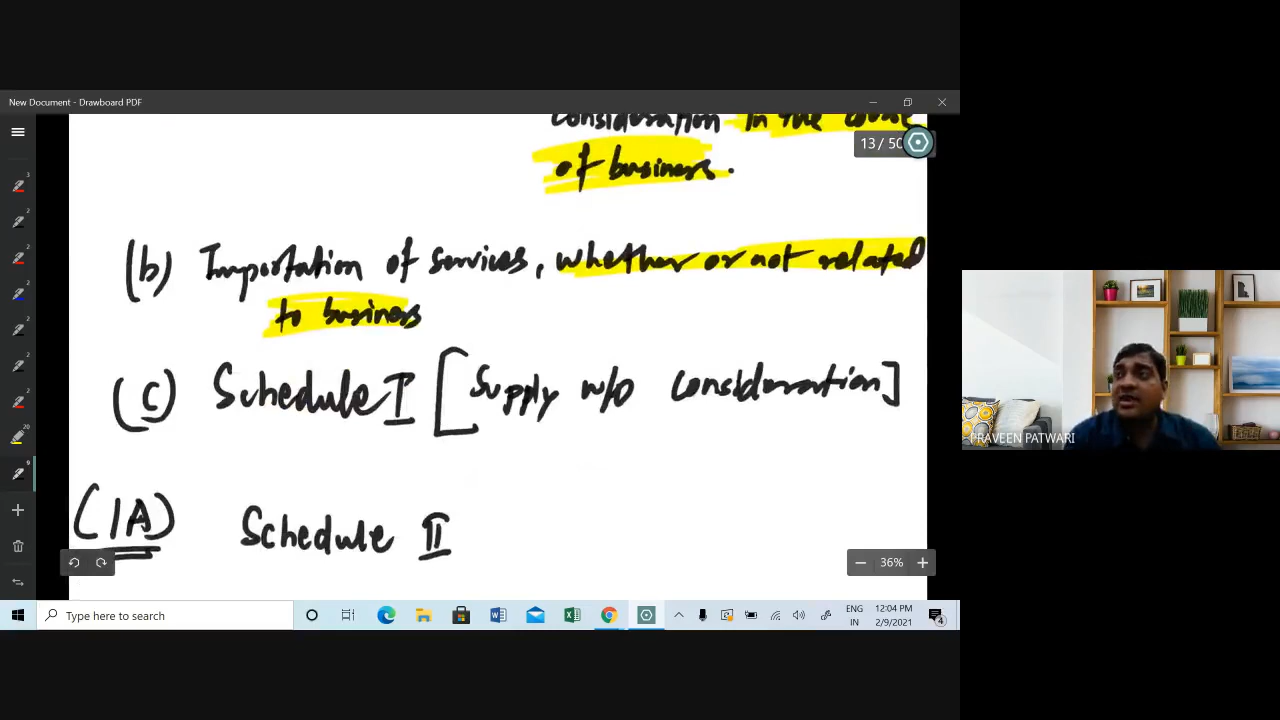 New Document - Drawboard PDF
consideration in the course
of business.
13 / 50
(b) Importation of services, whether or not related
to business
(c) Schedule I [Supply w/o consideration]
(1A) Schedule II
36%
PRAVEEN PATWARI
Type here to search
ENG
IN
12:04 PM
2/9/2021